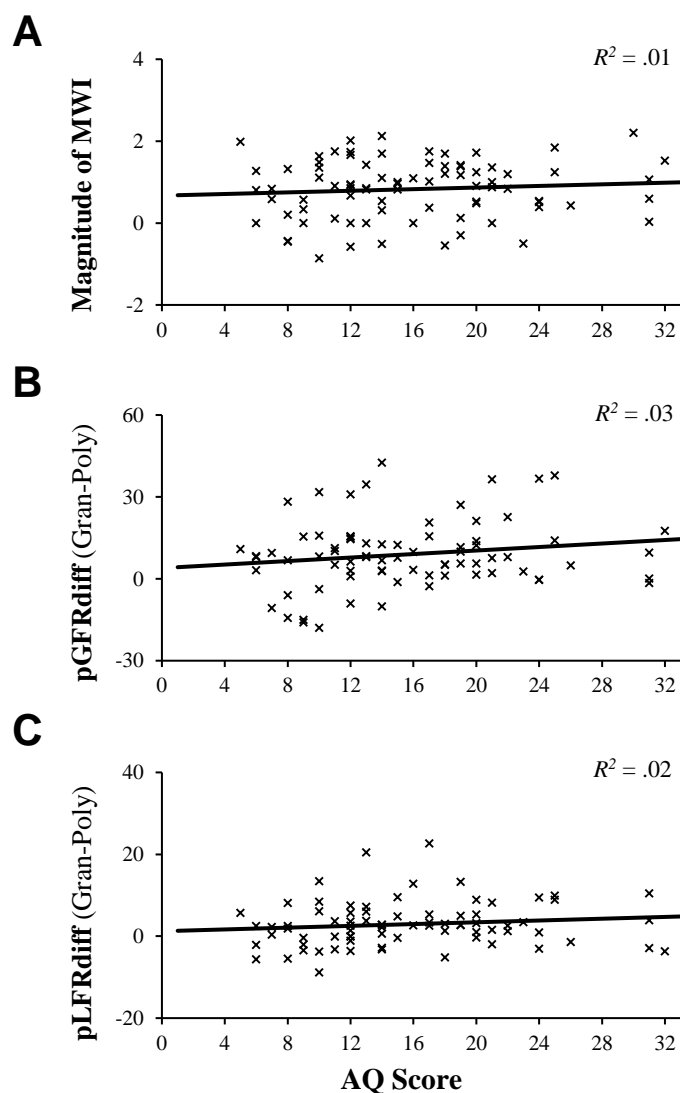 A
Magnitude of MWI
R² = .01
4
2
0
-2
0 4 8 12 16 20 24 28 32
B
pGFRdiff (Gran-Poly)
R² = .03
60
30
0
-30
0 4 8 12 16 20 24 28 32
C
pLFRdiff (Gran-Poly)
R² = .02
40
20
0
-20
0 4 8 12 16 20 24 28 32
AQ Score